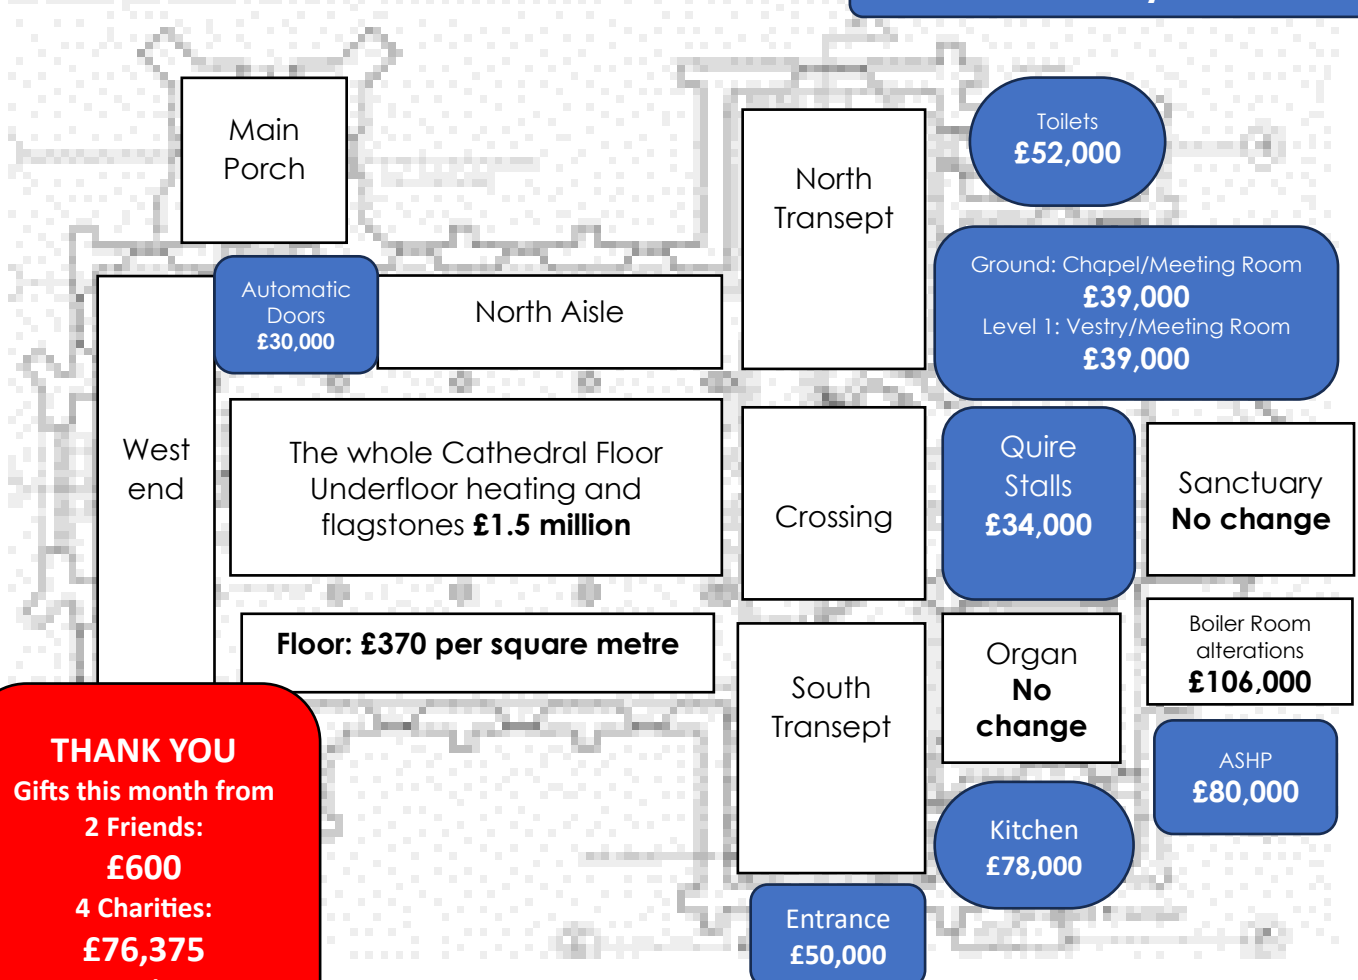 Main
Porch
North
Transept
Toilets
£52,000
Ground: Chapel/Meeting Room
£39,000
Level 1: Vestry/Meeting Room
£39,000
Automatic
Doors
£30,000
North Aisle
West
end
The whole Cathedral Floor
Underfloor heating and
flagstones £1.5 million
Crossing
Quire
Stalls
£34,000
Sanctuary
No change
Floor: £370 per square metre
South
Transept
Organ
No
change
Boiler Room
alterations
£106,000
ASHP
£80,000
Kitchen
£78,000
Entrance
£50,000
THANK YOU
Gifts this month from
2 Friends:
£600
4 Charities:
£76,375